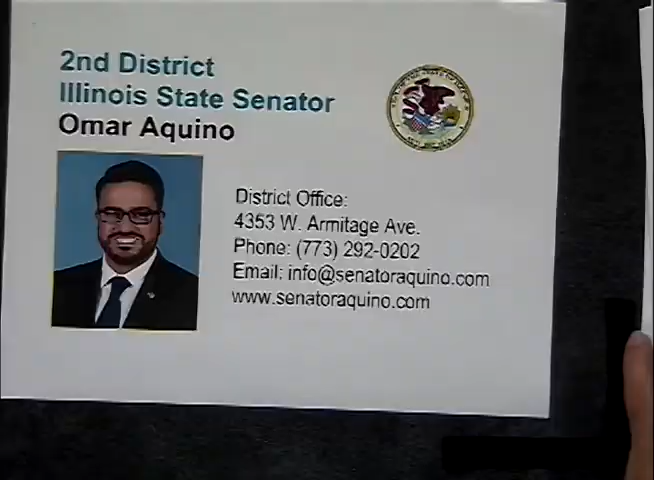 2nd District
Illinois State Senator
Omar Aquino
District Office:
4353 W. Armitage Ave.
Phone: (773) 292-0202
Email: info@senatoraquino.com
www.senatoraquino.com